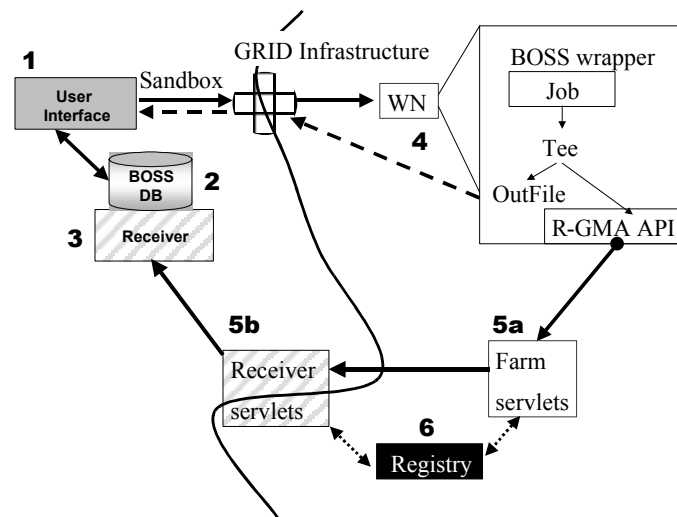 GRID Infrastructure
1
Sandbox
User
Interface
WN
4
BOSS wrapper
Job
Tee
OutFile
R-GMA API
BOSS
DB
2
3
Receiver
5b
5a
Receiver
servlets
Farm
servlets
6
Registry